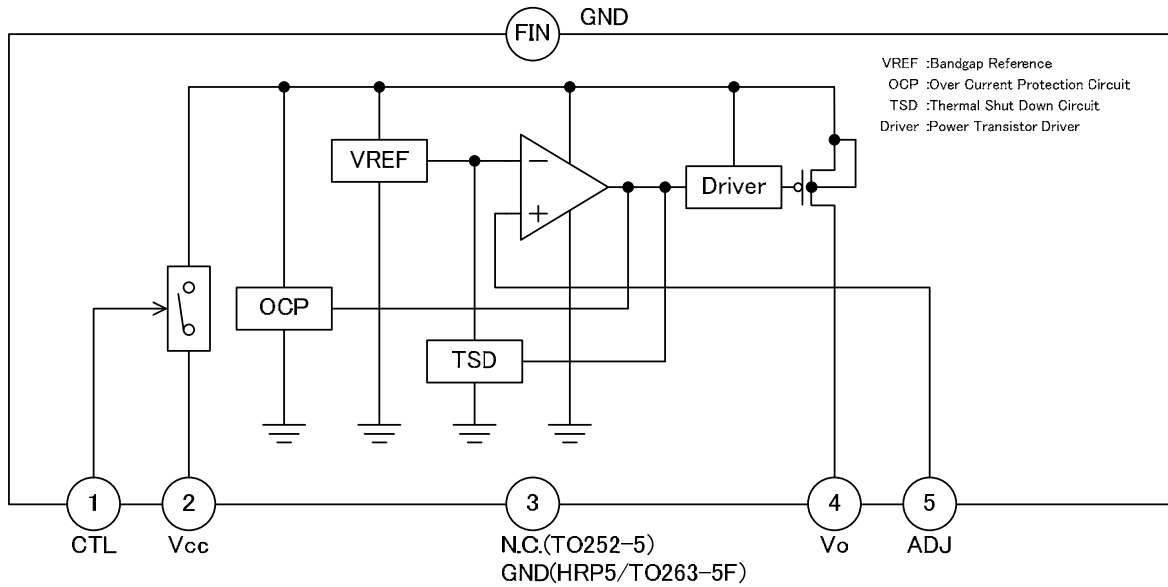 FIN GND
VREF :Bandgap Reference
OCP :Over Current Protection Circuit
TSD :Thermal Shut Down Circuit
Driver :Power Transistor Driver
VREF
−
+
Driver
OCP
TSD
1
2
3
4
5
CTL
Vcc
N.C.(TO252-5)
GND(HRP5/TO263-5F)
Vo
ADJ